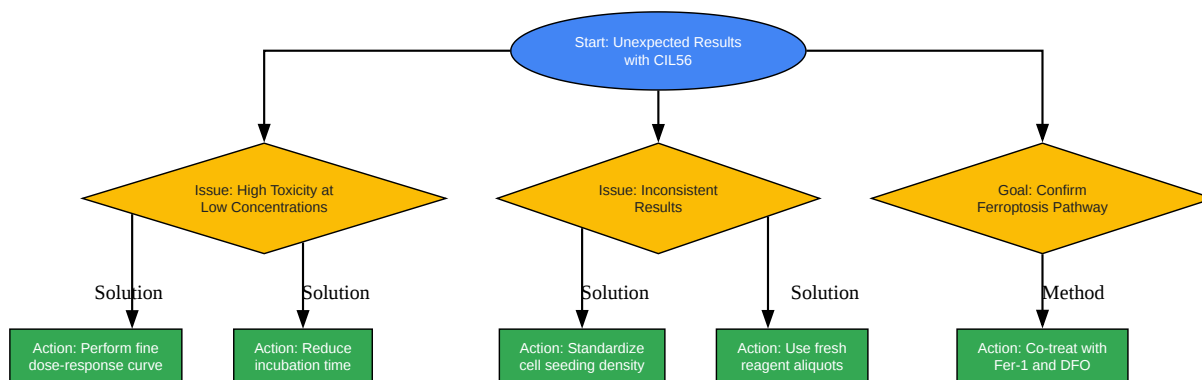 Start: Unexpected Results
with CIL56
Issue: High Toxicity at
Low Concentrations
Issue: Inconsistent
Results
Goal: Confirm
Ferroptosis Pathway
Solution
Solution
Solution
Solution
Method
Action: Perform fine
dose-response curve
Action: Reduce
incubation time
Action: Standardize
cell seeding density
Action: Use fresh
reagent aliquots
Action: Co-treat with
Fer-1 and DFO